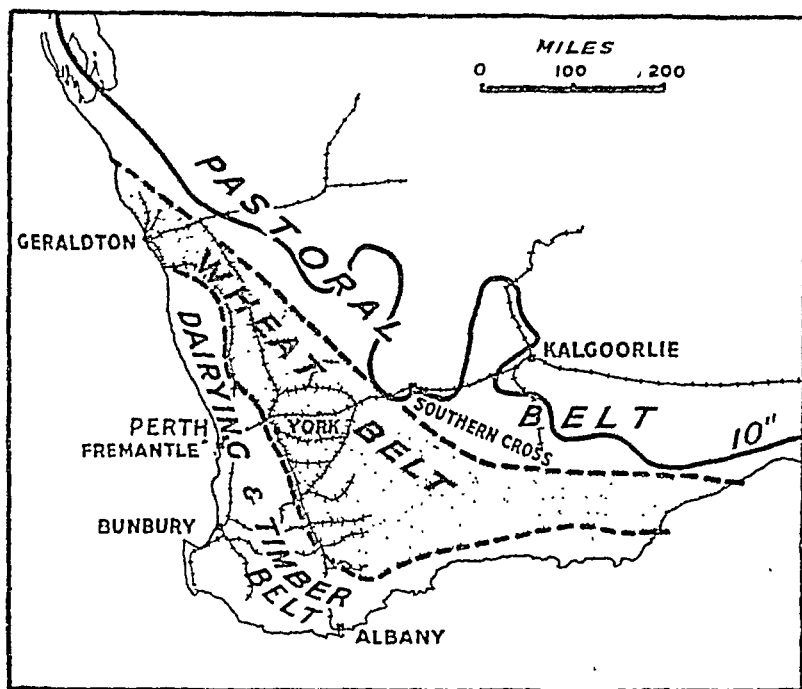 MILES
0 100 200
PASTORAL
BELT
GERALDTON
WHEAT
BELT
KALGOORLIE
SOUTHERN CROSS
10"
DAIRYING & TIMBER
BELT
YORK
PERTH
FREMANTLE
BUNBURY
ALBANY